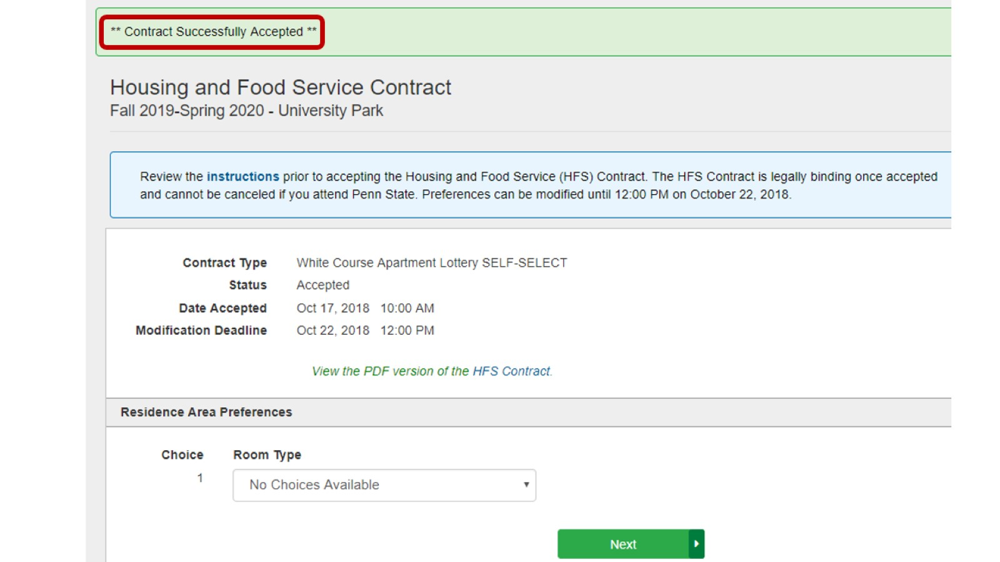 ** Contract Successfully Accepted **
Housing and Food Service Contract
Fall 2019-Spring 2020 - University Park
Review the instructions prior to accepting the Housing and Food Service (HFS) Contract. The HFS Contract is legally binding once accepted
and cannot be canceled if you attend Penn State. Preferences can be modified until 12:00 PM on October 22, 2018.
Contract Type White Course Apartment Lottery SELF-SELECT
Status Accepted
Date Accepted Oct 17, 2018 10:00 AM
Modification Deadline Oct 22, 2018 12:00 PM
View the PDF version of the HFS Contract.
Residence Area Preferences
Choice Room Type
1 No Choices Available
Next